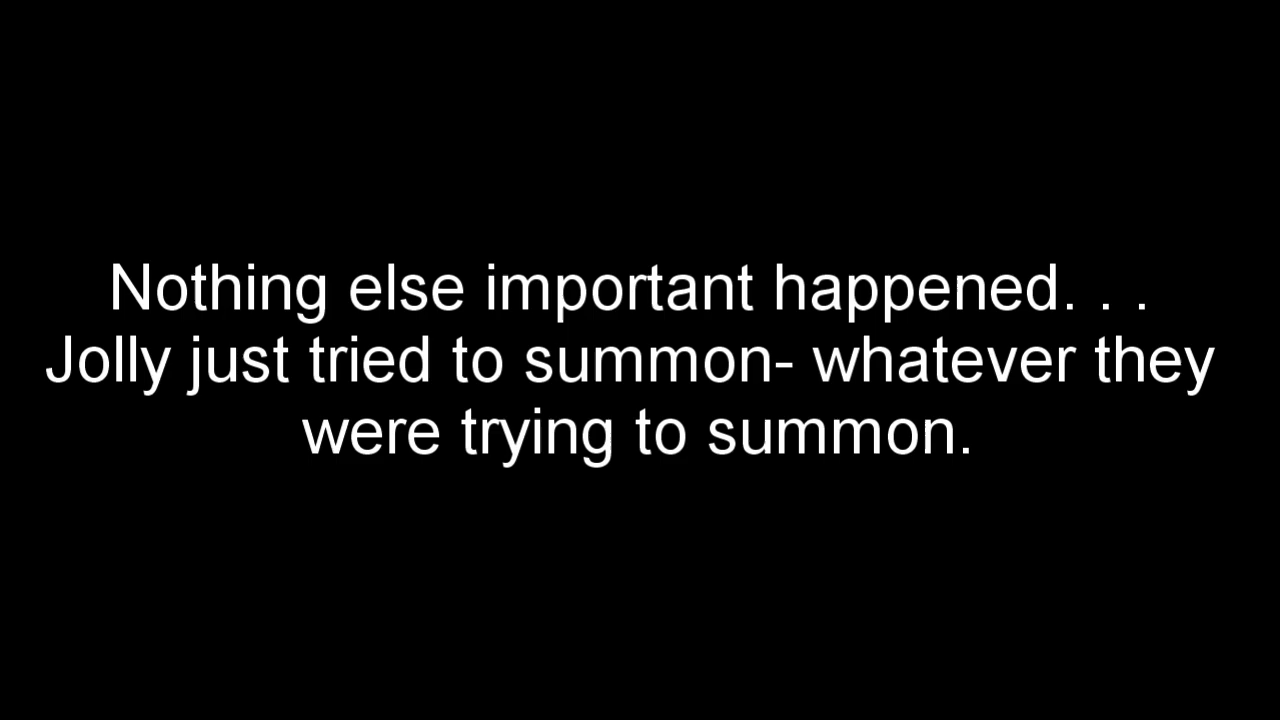 Nothing else important happened. . .
Jolly just tried to summon- whatever they
were trying to summon.